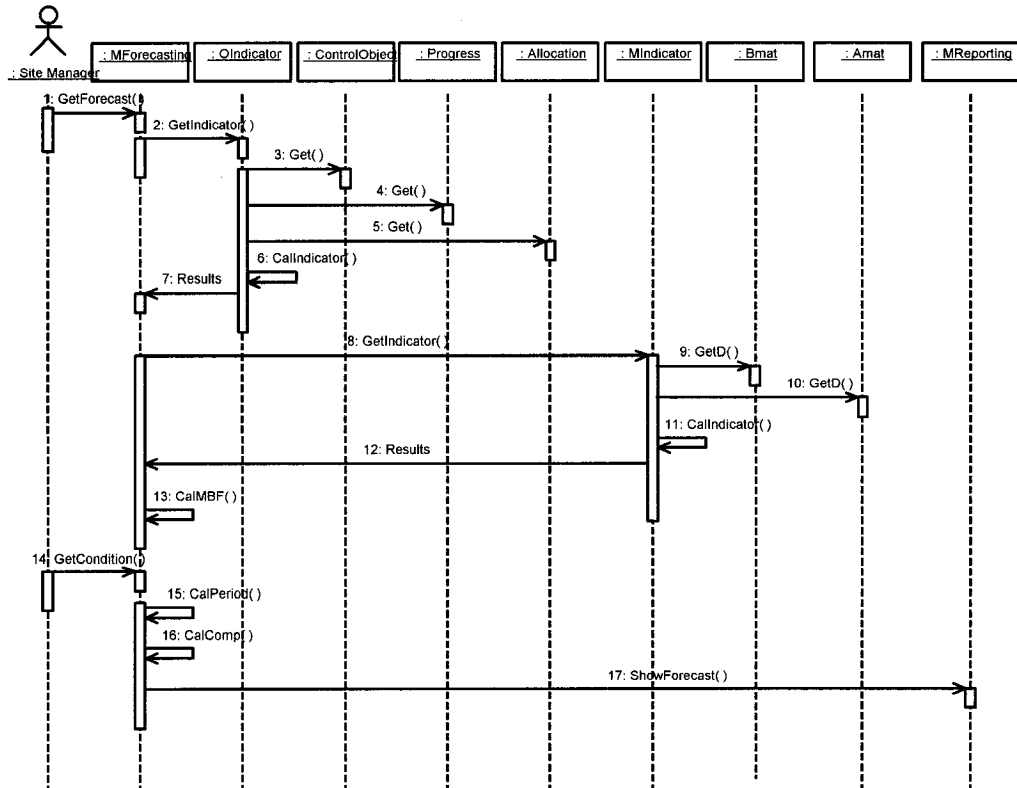 : MForecasting
: OIndicator
: ControlObject
: Progress
: Allocation
: MIndicator
: Bmat
: Amat
: MReporting
: Site Manager
1: GetForecast( )
2: GetIndicator( )
3: Get( )
4: Get( )
5: Get( )
6: CalIndicator( )
7: Results
8: GetIndicator( )
9: GetD( )
10: GetD( )
11: CalIndicator( )
12: Results
13: CalMBF( )
14: GetCondition( )
15: CalPeriod( )
16: CalComp( )
17: ShowForecast( )